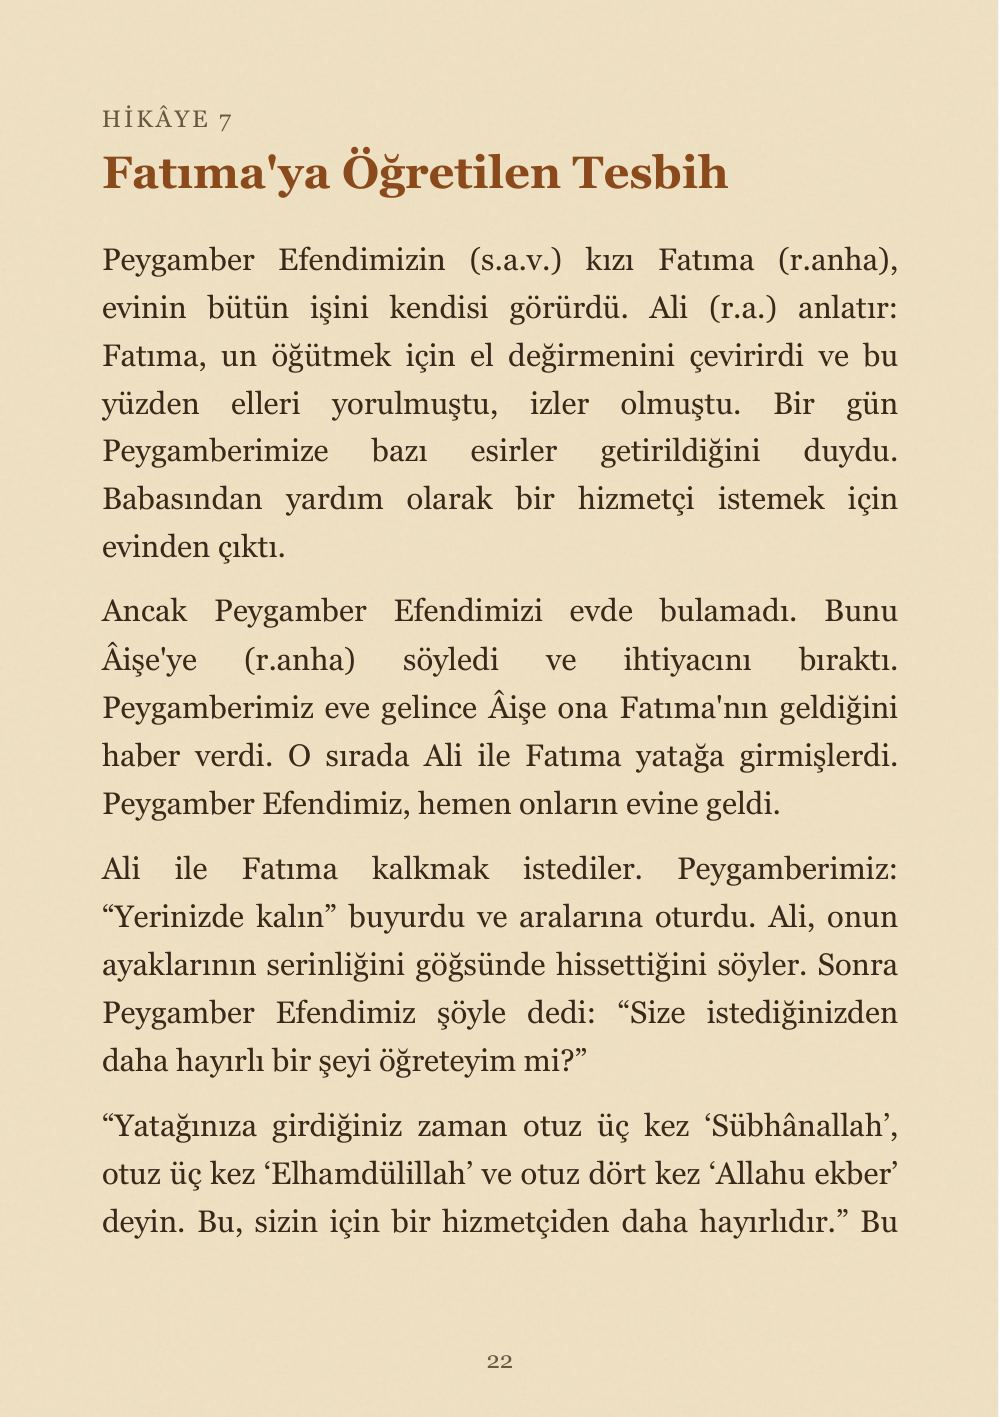 HİKÂYE 7
Fatıma'ya Öğretilen Tesbih
Peygamber Efendimizin (s.a.v.) kızı Fatıma (r.anha),
evinin bütün işini kendisi görürdü. Ali (r.a.) anlatır:
Fatıma, un öğütmek için el değirmenini çevirirdi ve bu
yüzden elleri yorulmuştu, izler olmuştu. Bir gün
Peygamberimize bazı esirler getirildiğini duydu.
Babasından yardım olarak bir hizmetçi istemek için
evinden çıktı.
Ancak Peygamber Efendimizi evde bulamadı. Bunu
Âişe'ye (r.anha) söyledi ve ihtiyacını bıraktı.
Peygamberimiz eve gelince Âişe ona Fatıma'nın geldiğini
haber verdi. O sırada Ali ile Fatıma yatağa girmişlerdi.
Peygamber Efendimiz, hemen onların evine geldi.
Ali ile Fatıma kalkmak istediler. Peygamberimiz:
“Yerinizde kalın” buyurdu ve aralarına oturdu. Ali, onun
ayaklarının serinliğini göğsünde hissettiğini söyler. Sonra
Peygamber Efendimiz şöyle dedi: “Size istediğinizden
daha hayırlı bir şeyi öğreteyim mi?”
“Yatağınıza girdiğiniz zaman otuz üç kez ‘Sübhânallah’,
otuz üç kez ‘Elhamdülillah’ ve otuz dört kez ‘Allahu ekber’
deyin. Bu, sizin için bir hizmetçiden daha hayırlıdır.” Bu
22